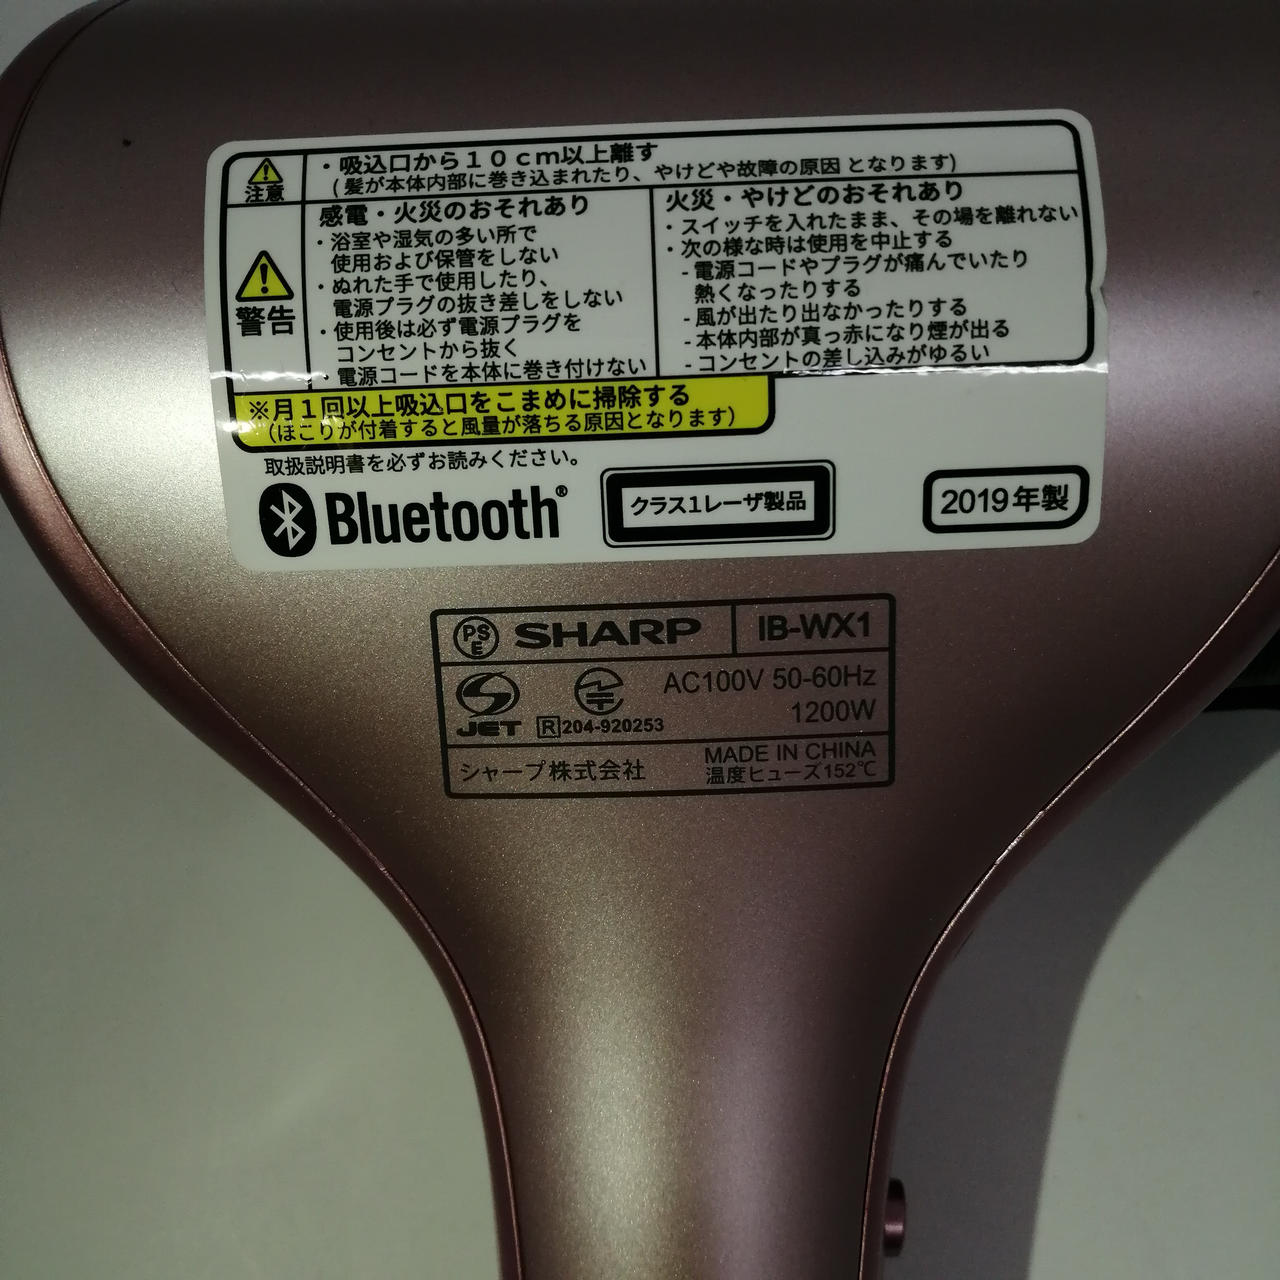 注意
・吸込口から１０ｃｍ以上離す
(髪が本体内部に巻き込まれたり、やけどや故障の原因となります)
警告
感電・火災のおそれあり
・浴室や湿気の多い所で
使用および保管をしない
・ぬれた手で使用したり、
電源プラグの抜き差しをしない
・使用後は必ず電源プラグを
コンセントから抜く
・電源コードを本体に巻き付けない
火災・やけどのおそれあり
・スイッチを入れたまま、その場を離れない
・次の様な時は使用を中止する
-電源コードやプラグが痛んでいたり
熱くなったりする
-風が出たり出なかったりする
-本体内部が真っ赤になり煙が出る
-コンセントの差し込みがゆるい
※月１回以上吸込口をこまめに掃除する
（ほこりが付着すると風量が落ちる原因となります）
取扱説明書を必ずお読みください。
Bluetooth®
クラス1レーザ製品
2019年製
PSE SHARP IB-WX1
JET R 204-920253
AC100V 50-60Hz
1200W
シャープ株式会社
MADE IN CHINA
温度ヒューズ152℃